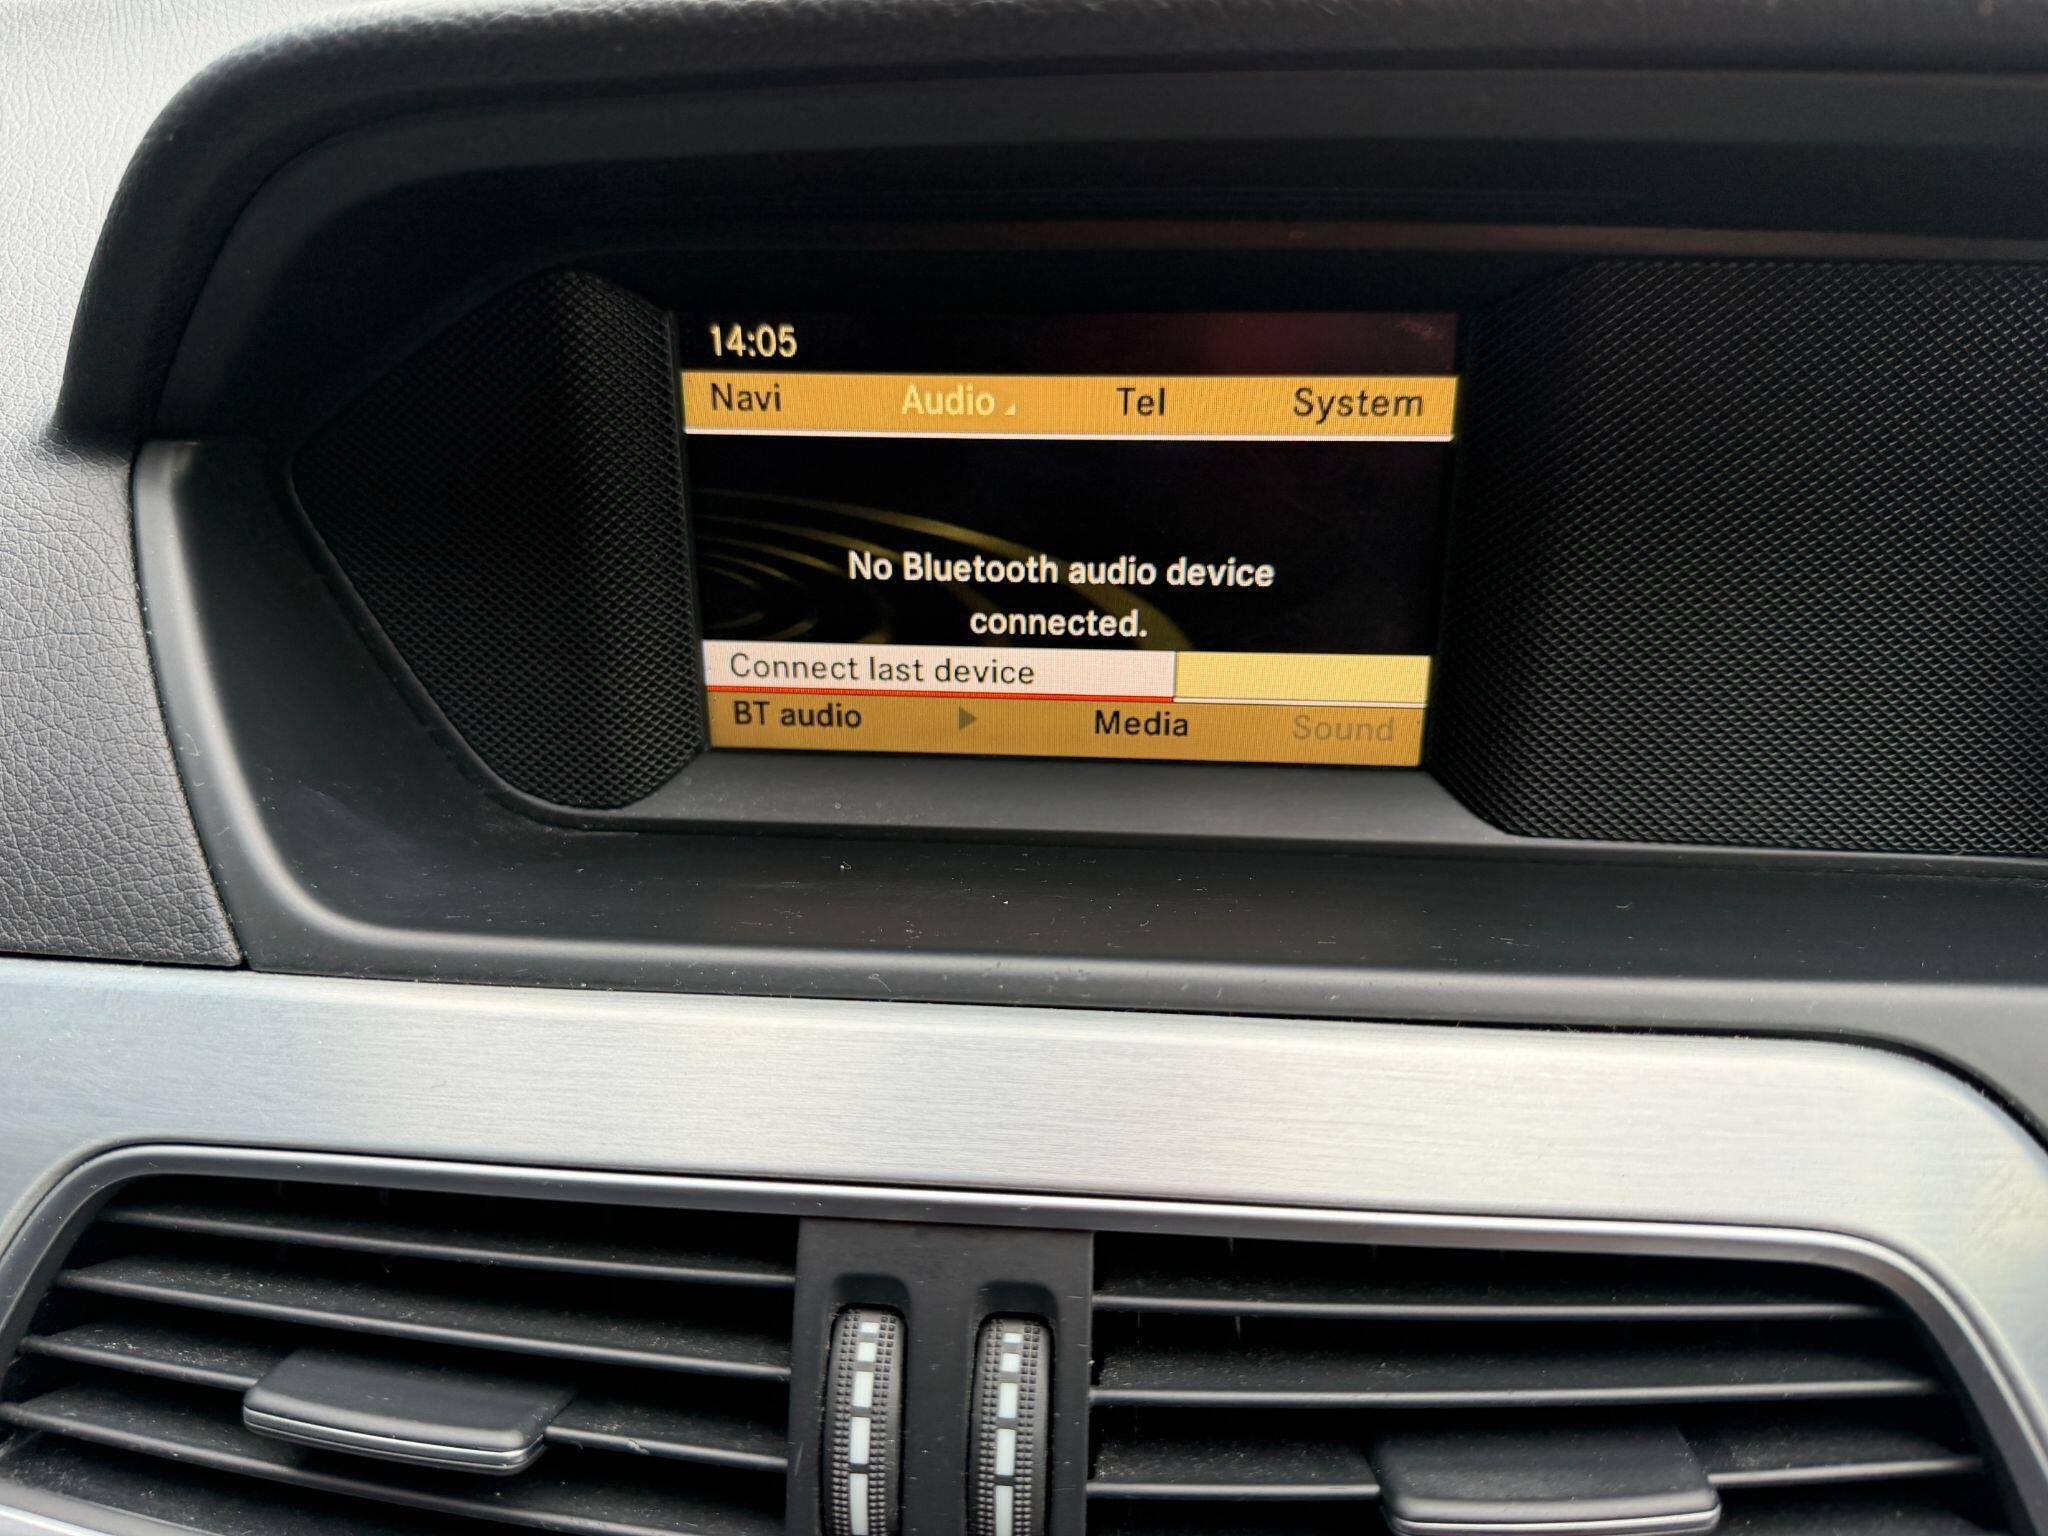 14:05
Navi Audio Tel System
No Bluetooth audio device
connected.
Connect last device
BT audio Media Sound